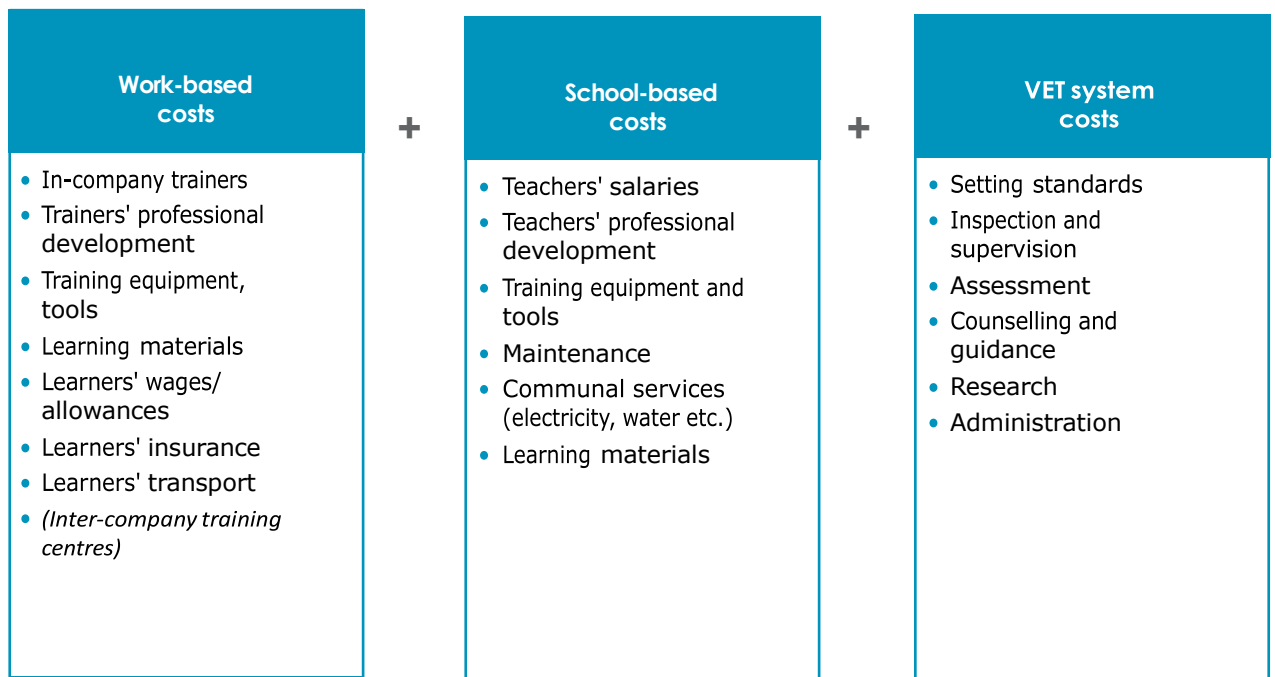 Work-based
costs
• In-company trainers
• Trainers' professional
development
• Training equipment,
tools
• Learning materials
• Learners' wages/
allowances
• Learners' insurance
• Learners' transport
• (Inter-company training
centres)
+
School-based
costs
• Teachers' salaries
• Teachers' professional
development
• Training equipment and
tools
• Maintenance
• Communal services
(electricity, water etc.)
• Learning materials
+
VET system
costs
• Setting standards
• Inspection and
supervision
• Assessment
• Counselling and
guidance
• Research
• Administration